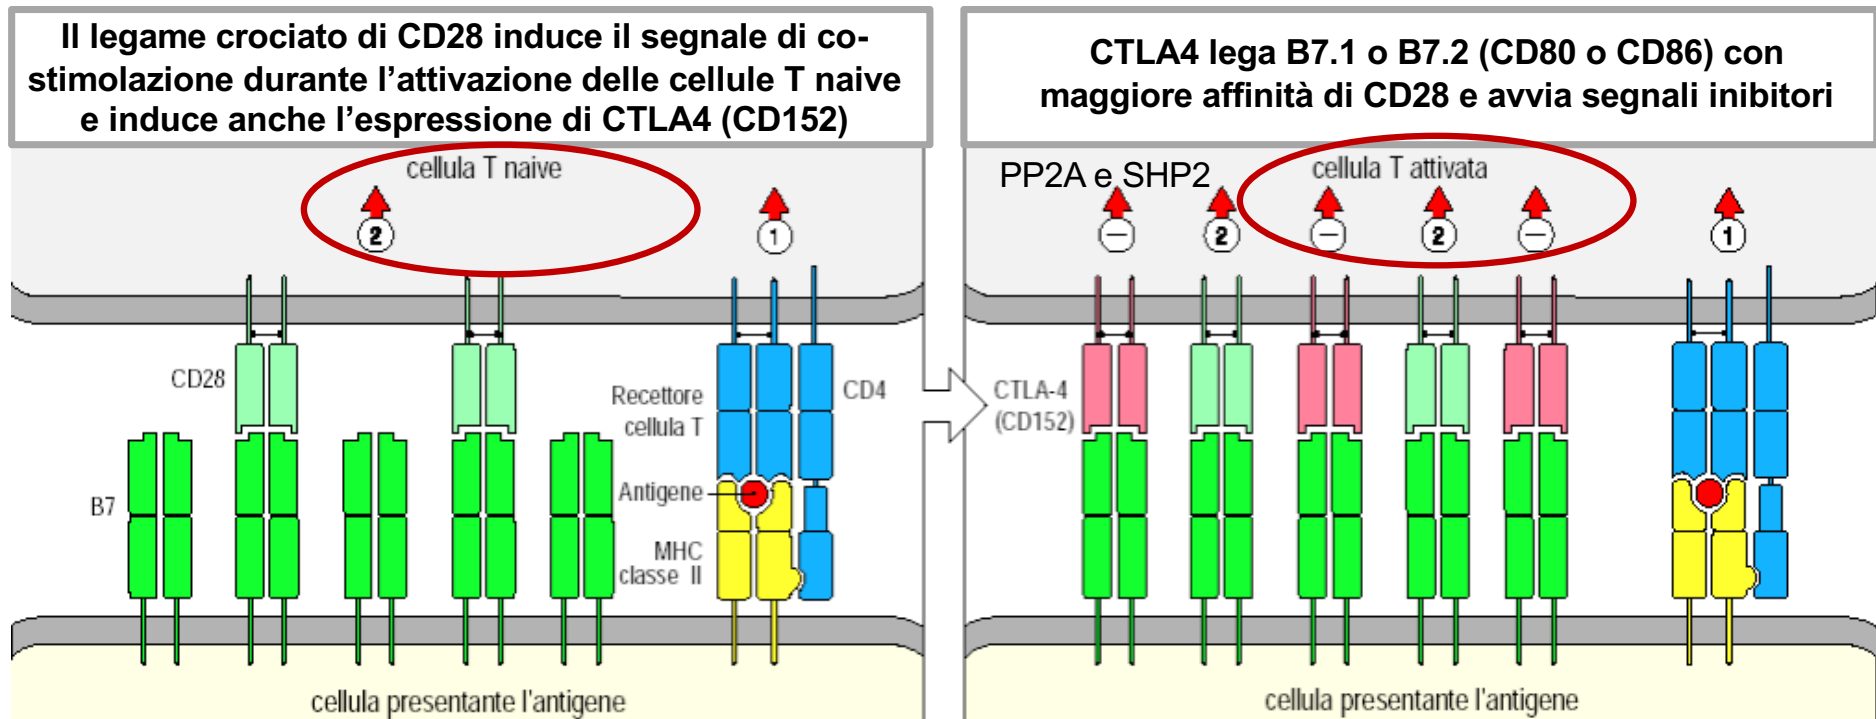 Il legame crociato di CD28 induce il segnale di co-
stimolazione durante l’attivazione delle cellule T naive
e induce anche l’espressione di CTLA4 (CD152)
cellula T naive
2
1
CD28
Recettore
cellula T
CD4
B7
Antigene
MHC
classe II
cellula presentante l'antigene
CTLA4 lega B7.1 o B7.2 (CD80 o CD86) con
maggiore affinità di CD28 e avvia segnali inibitori
PP2A e SHP2
cellula T attivata
–
2
–
2
–
1
CTLA-4
(CD152)
cellula presentante l'antigene